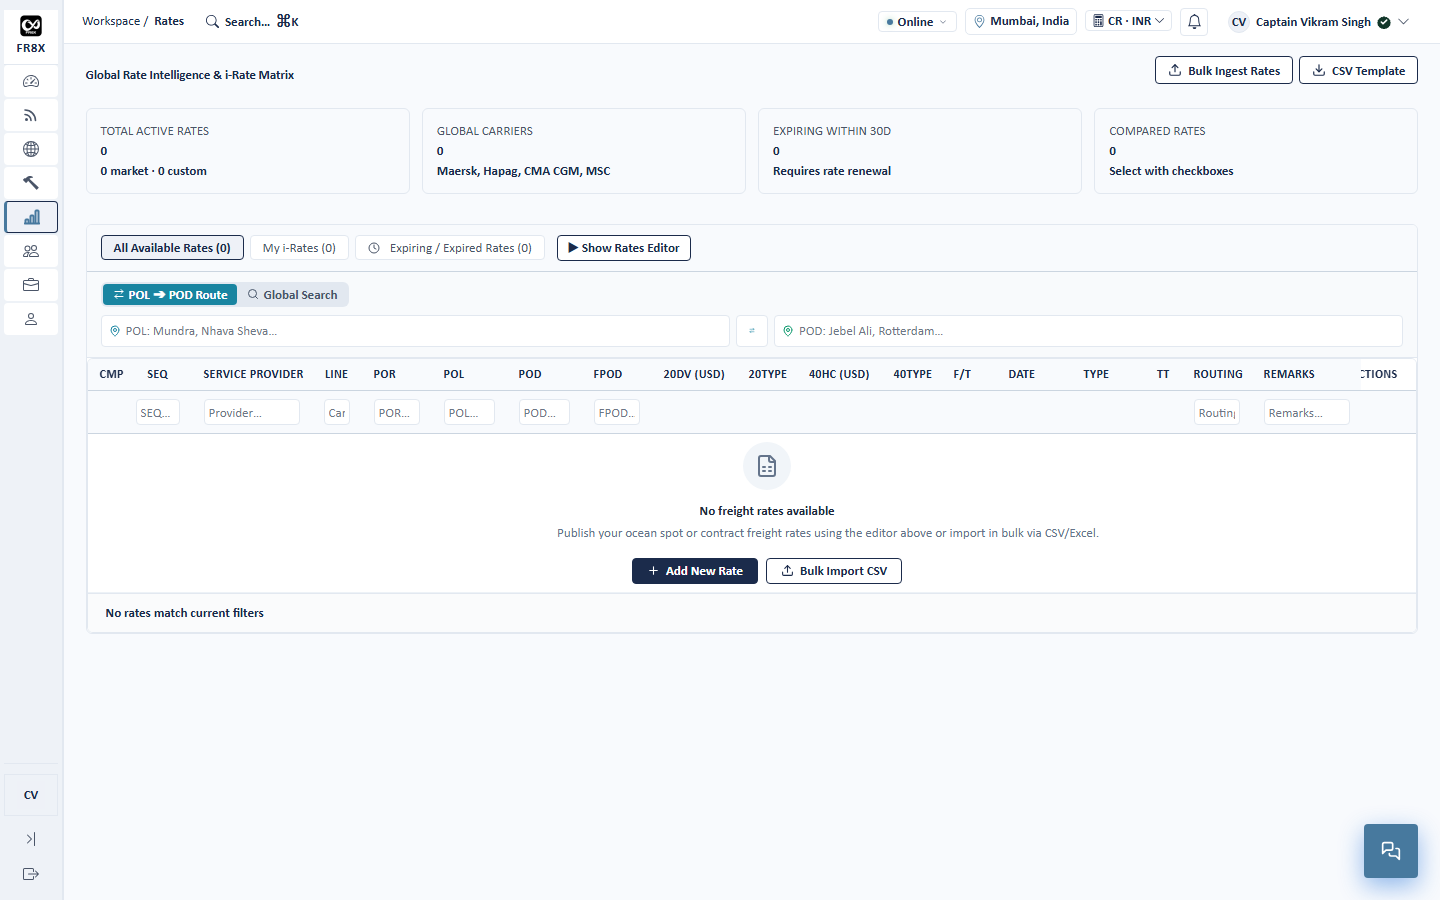 FR8X
FR8X
Workspace / Rates
Search... ⌘K
Online
Mumbai, India
CR · INR
CV
Captain Vikram Singh
Global Rate Intelligence & i-Rate Matrix
Bulk Ingest Rates
CSV Template
TOTAL ACTIVE RATES
0
0 market · 0 custom
GLOBAL CARRIERS
0
Maersk, Hapag, CMA CGM, MSC
EXPIRING WITHIN 30D
0
Requires rate renewal
COMPARED RATES
0
Select with checkboxes
All Available Rates (0)
My i-Rates (0)
Expiring / Expired Rates (0)
▶ Show Rates Editor
POL ➔ POD Route
Global Search
POL: Mundra, Nhava Sheva...
POD: Jebel Ali, Rotterdam...
CMP SEQ SERVICE PROVIDER LINE POR POL POD FPOD 20DV (USD) 20TYPE 40HC (USD) 40TYPE F/T DATE TYPE TT ROUTING REMARKS CTIONS
SEQ... Provider... Car POR... POL... POD... FPOD.. Routing Remarks...
No freight rates available
Publish your ocean spot or contract freight rates using the editor above or import in bulk via CSV/Excel.
Add New Rate
Bulk Import CSV
No rates match current filters
CV